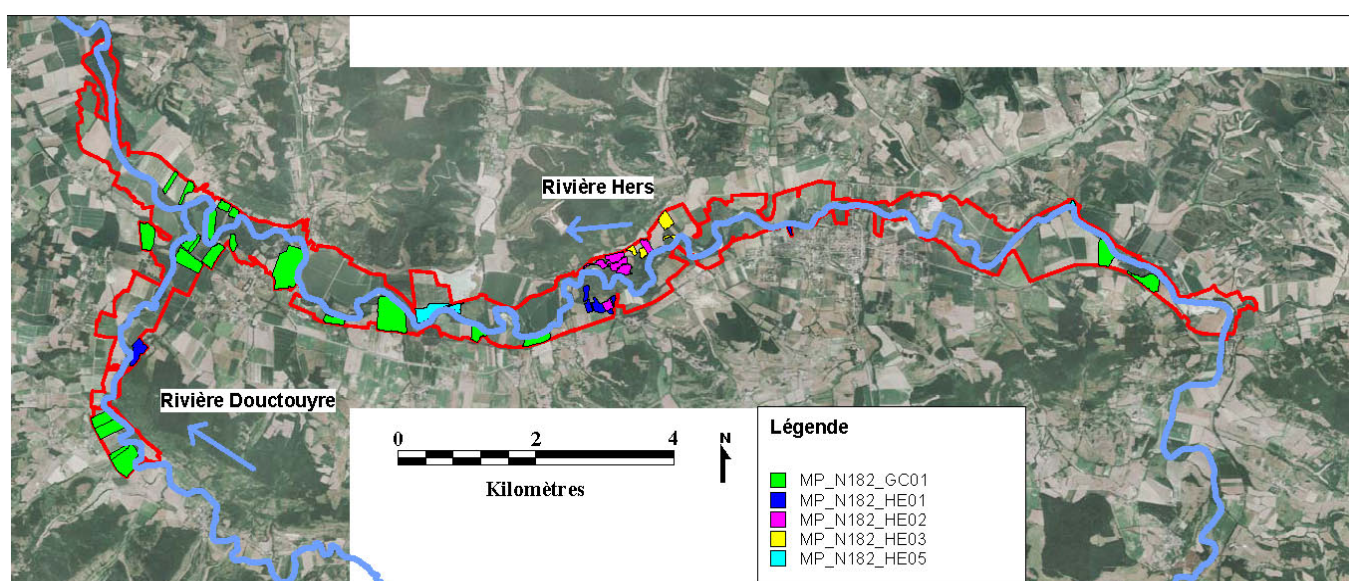 Rivière Hers
Rivière Douctouyre
0 2 4
Kilomètres
N
Légende
MP_N182_GC01
MP_N182_HE01
MP_N182_HE02
MP_N182_HE03
MP_N182_HE05